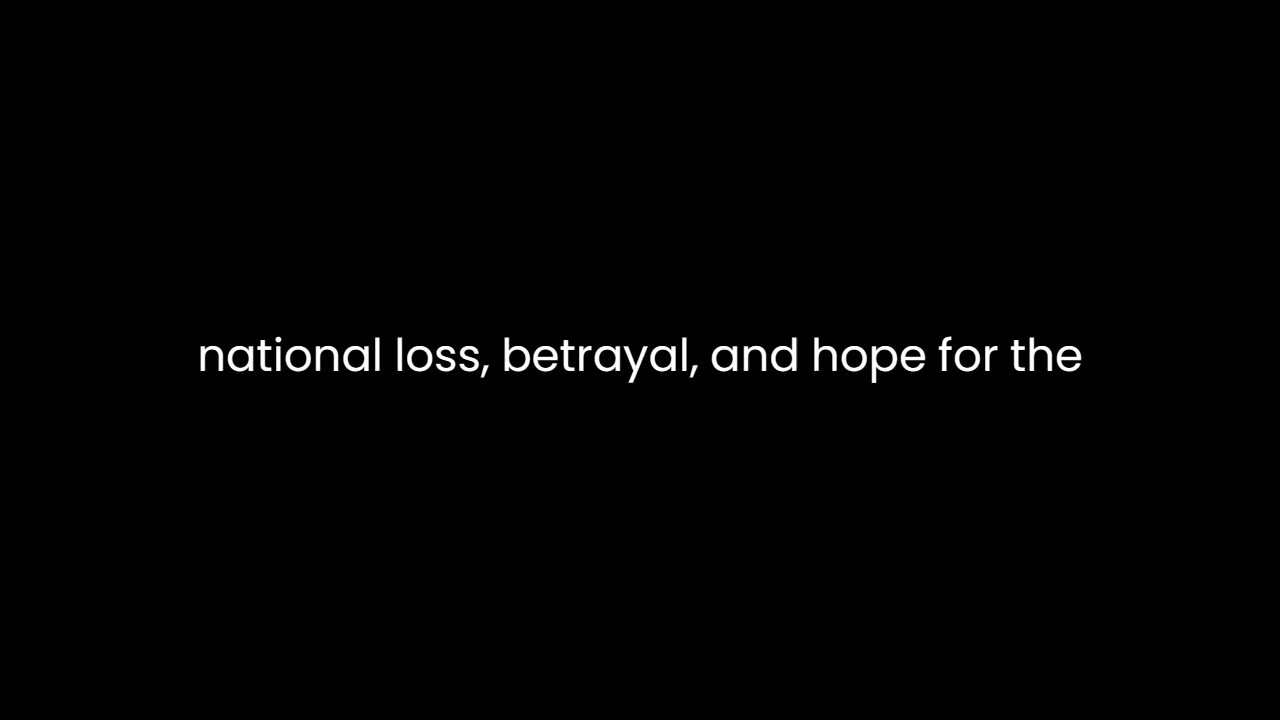 national loss, betrayal, and hope for the